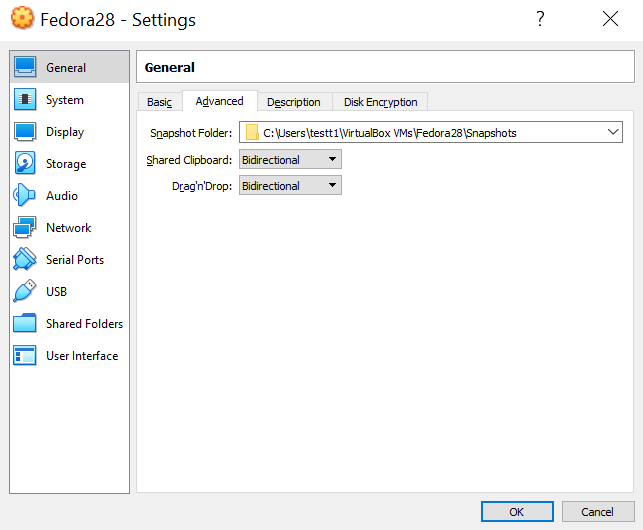 Fedora28 - Settings
?
General
System
Display
Storage
Audio
Network
Serial Ports
USB
Shared Folders
User Interface
General
Basic Advanced Description Disk Encryption
Snapshot Folder: C:\Users\testt1\VirtualBox VMs\Fedora28\Snapshots
Shared Clipboard: Bidirectional
Drag'n'Drop: Bidirectional
OK Cancel